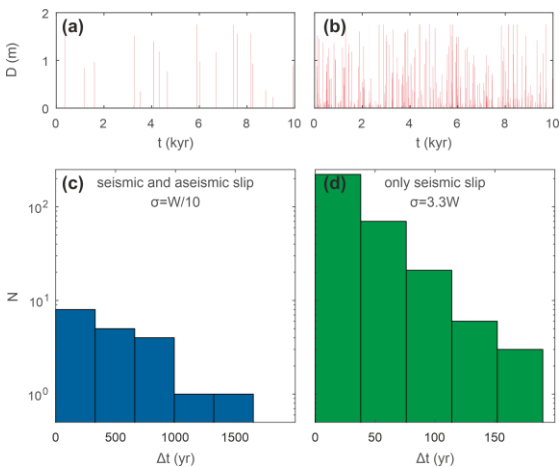 (a) (b)
2
1
0
D (m)
0 2 4 6 8 10 0 2 4 6 8 10
t (kyr) t (kyr)
(c) seismic and aseismic slip (d) only seismic slip
σ=W/10 σ=3.3W
10²
10¹
10⁰
N
0 500 1000 1500 0 50 100 150
Δt (yr) Δt (yr)